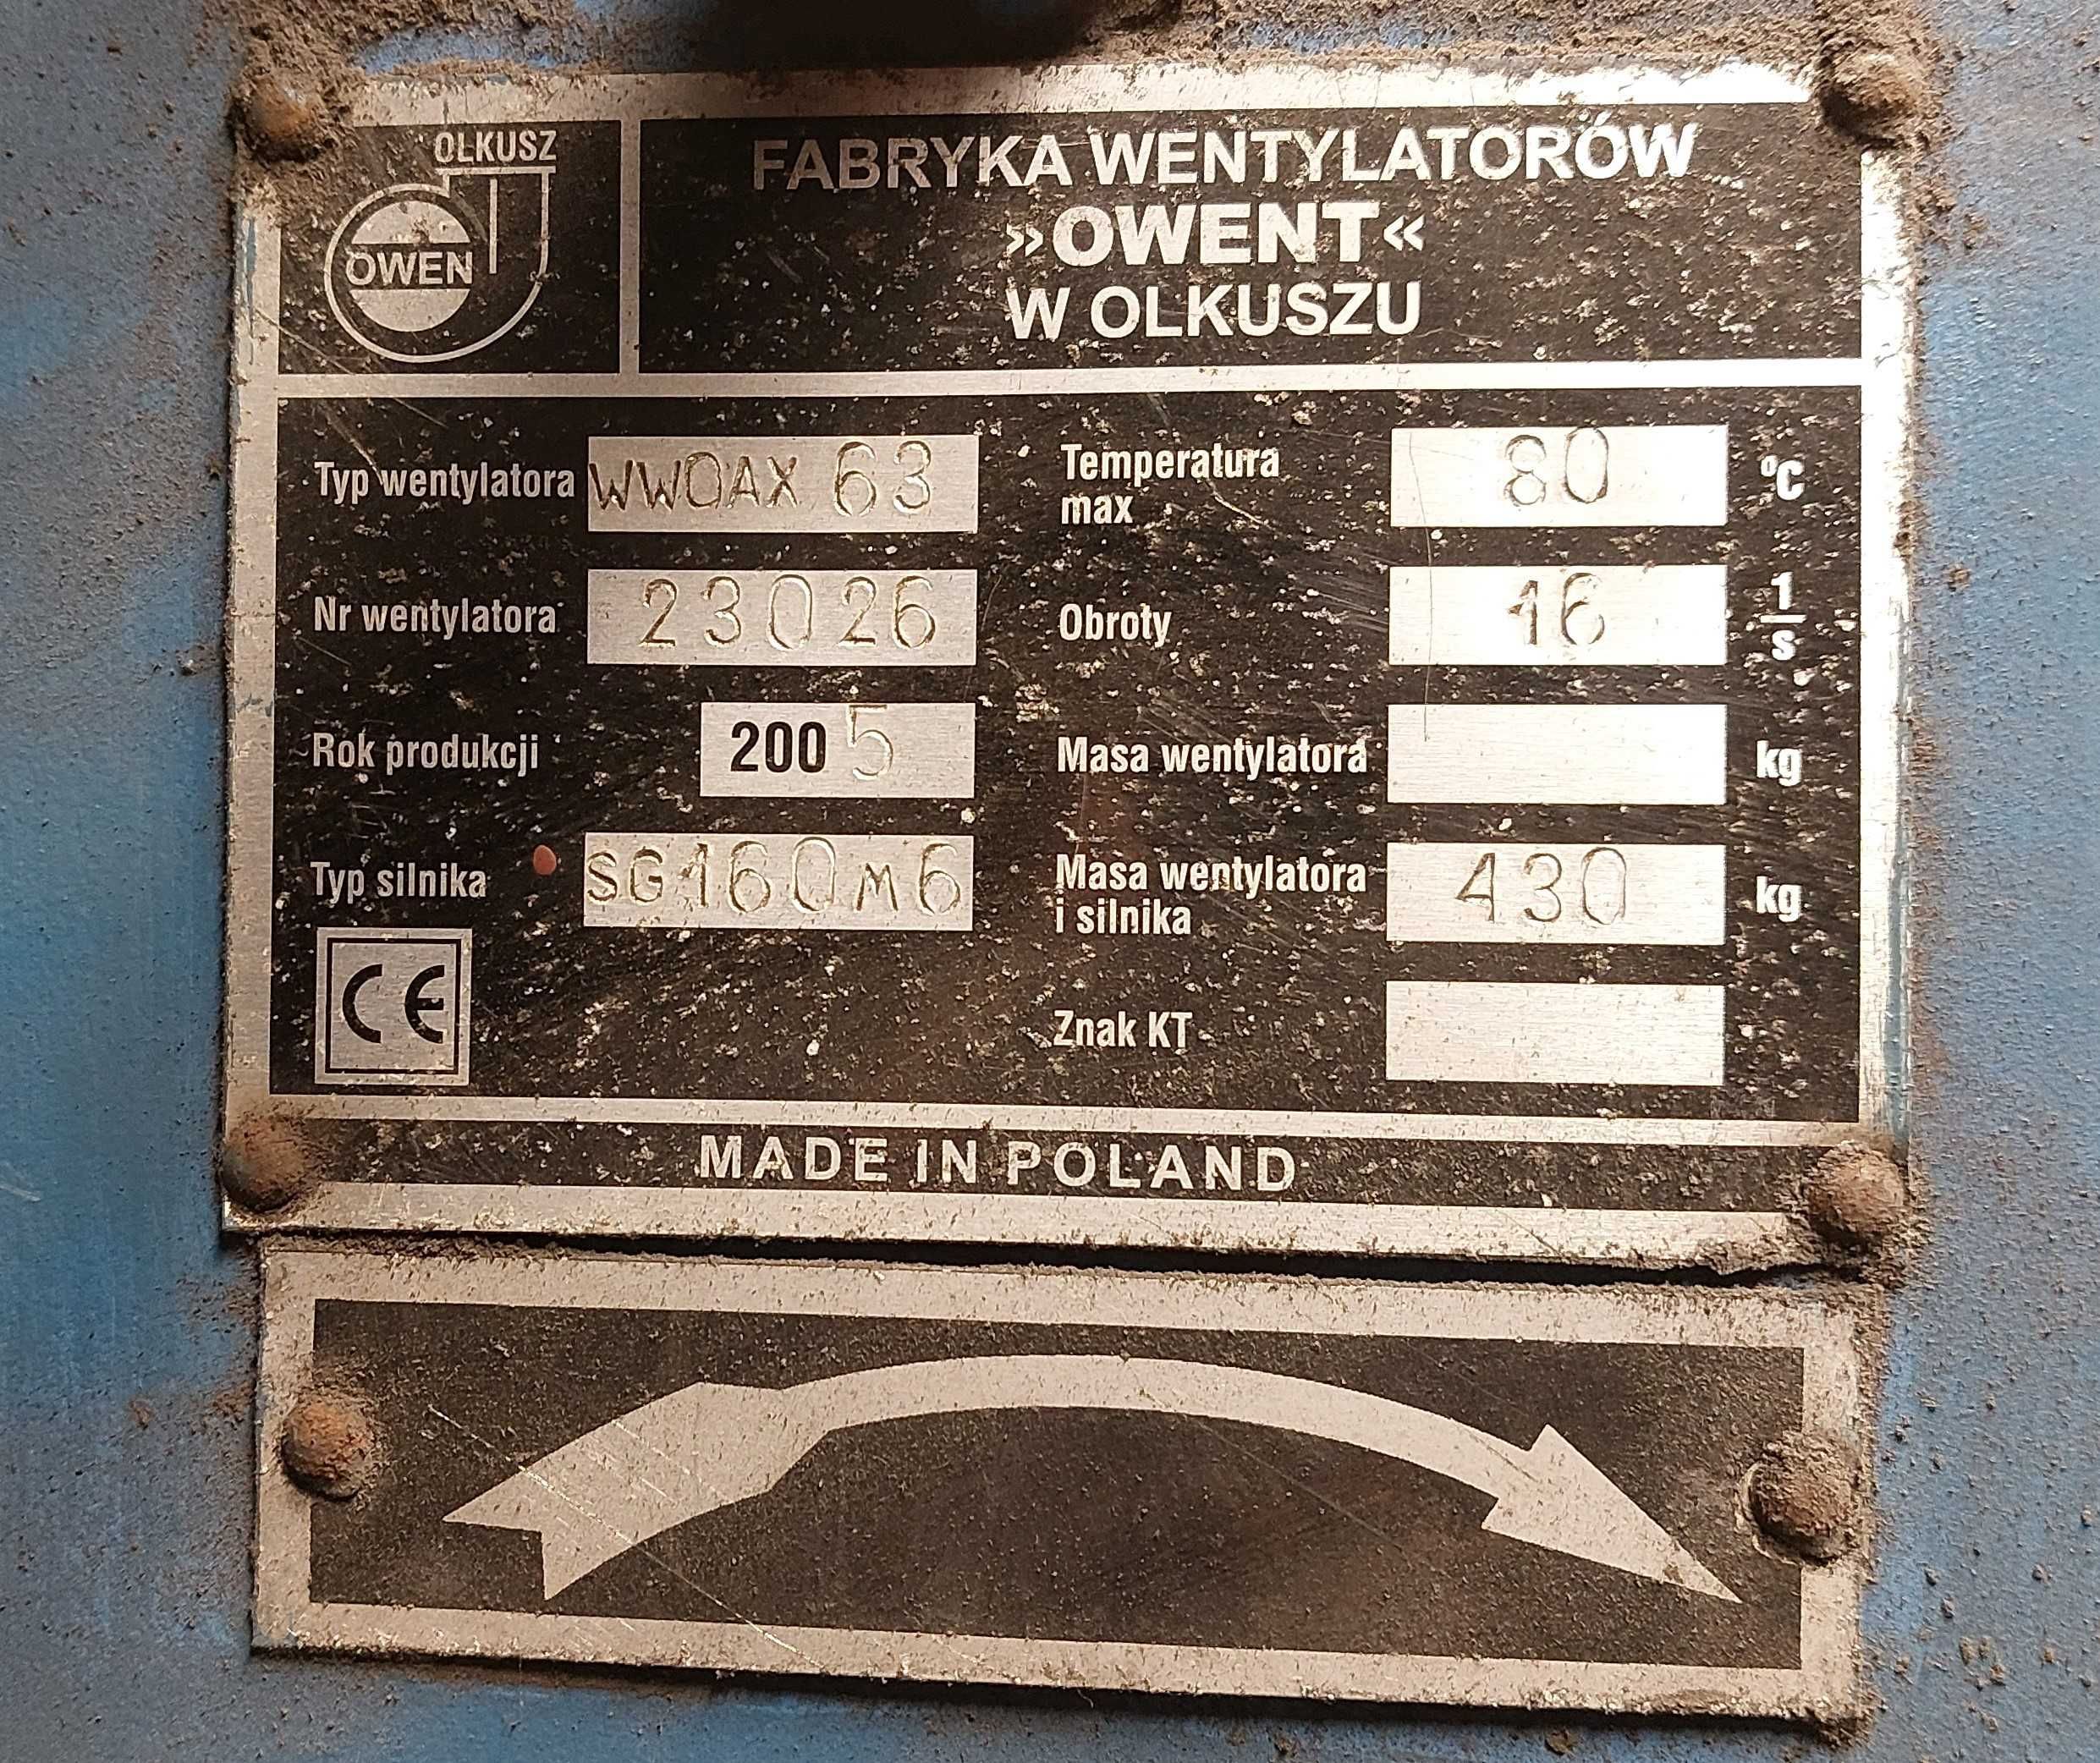 OLKUSZ
OWEN
FABRYKA WENTYLATORÓW
»OWENT«
W OLKUSZU
Typ wentylatora WWOAX 63
Nr wentylatora 23026
Rok produkcji 2005
Typ silnika SG160M6
CE
Temperatura max 80 °C
Obroty 16 1/s
Masa wentylatora kg
Masa wentylatora i silnika 430 kg
Znak KT
MADE IN POLAND